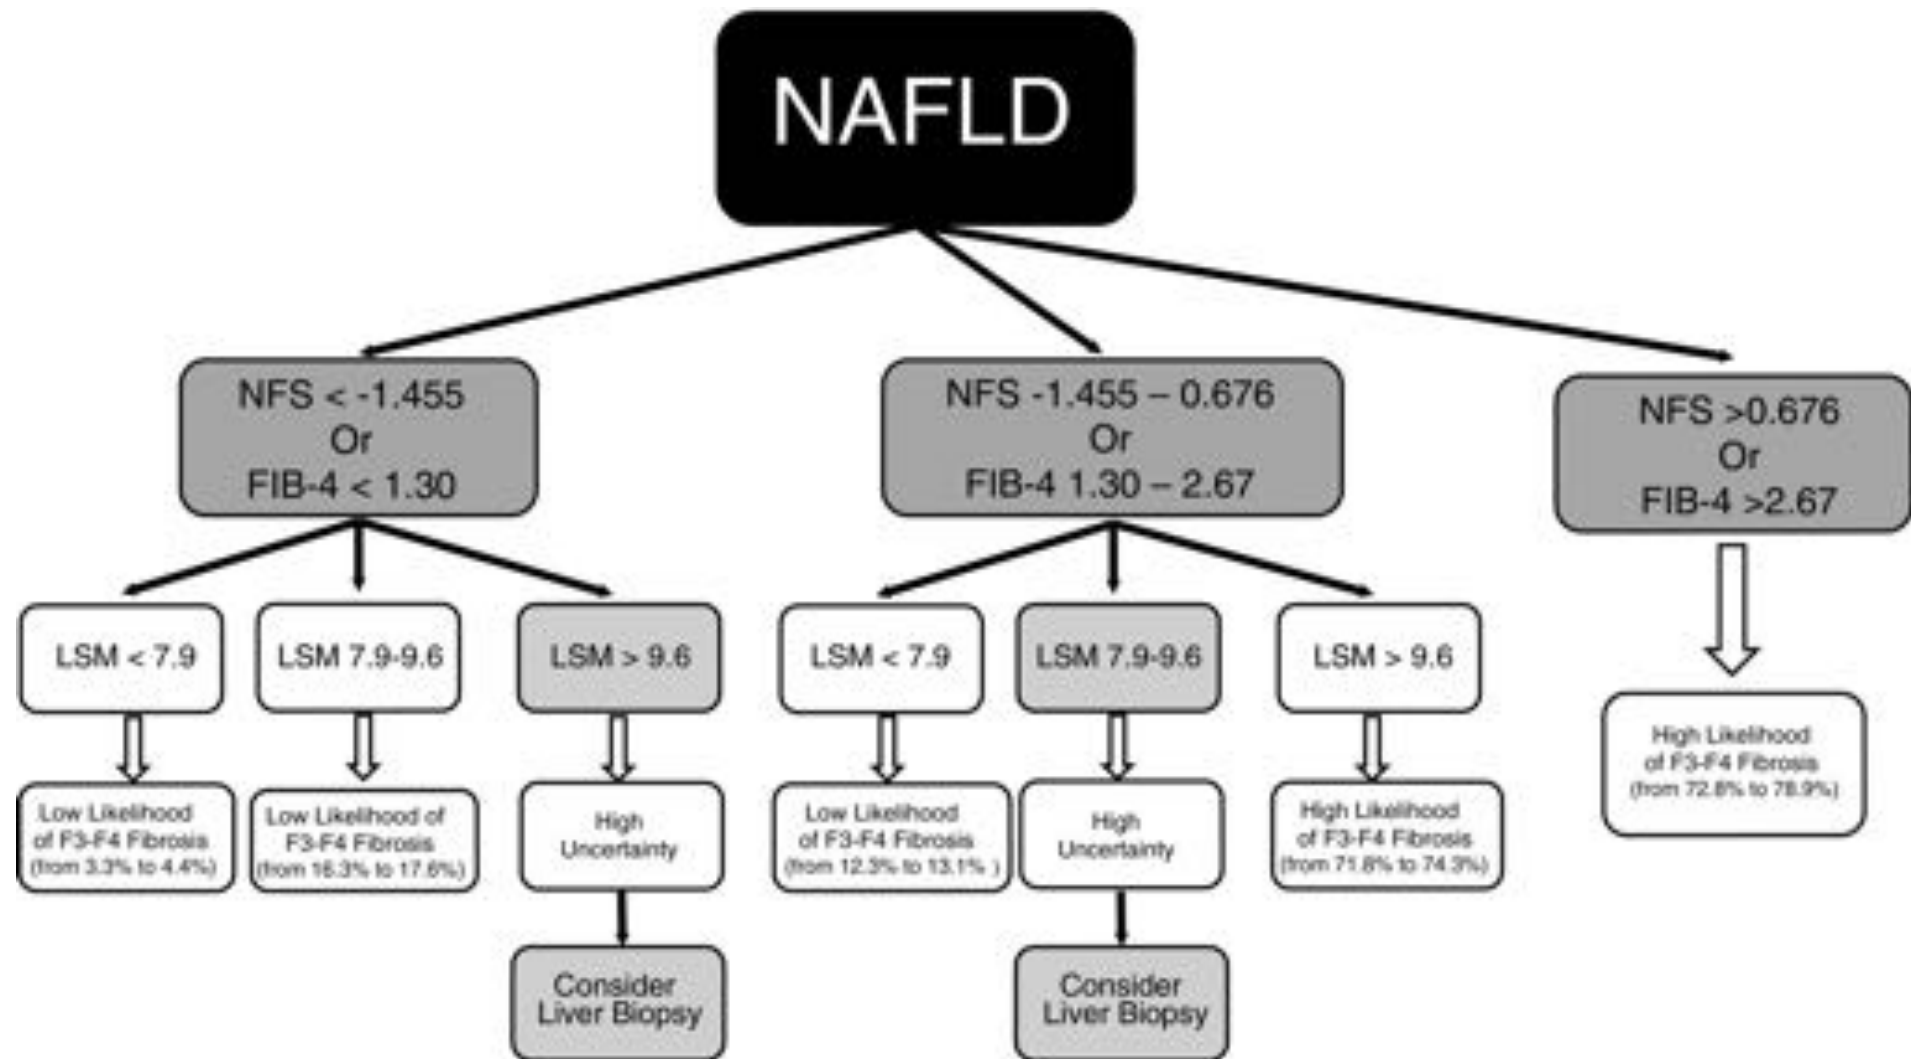 NAFLD
NFS < -1.455
Or
FIB-4 < 1.30
NFS -1.455 – 0.676
Or
FIB-4 1.30 – 2.67
NFS >0.676
Or
FIB-4 >2.67
LSM < 7.9
LSM 7.9-9.6
LSM > 9.6
LSM < 7.9
LSM 7.9-9.6
LSM > 9.6
Low Likelihood
of F3-F4 Fibrosis
(from 3.3% to 4.4%)
Low Likelihood of
F3-F4 Fibrosis
(from 16.3% to 17.6%)
High
Uncertainty
Low Likelihood
of F3-F4 Fibrosis
(from 12.3% to 13.1% )
High
Uncertainty
High Likelihood
of F3-F4 Fibrosis
(from 71.8% to 74.3%)
High Likelihood
of F3-F4 Fibrosis
(from 72.8% to 78.9%)
Consider
Liver Biopsy
Consider
Liver Biopsy